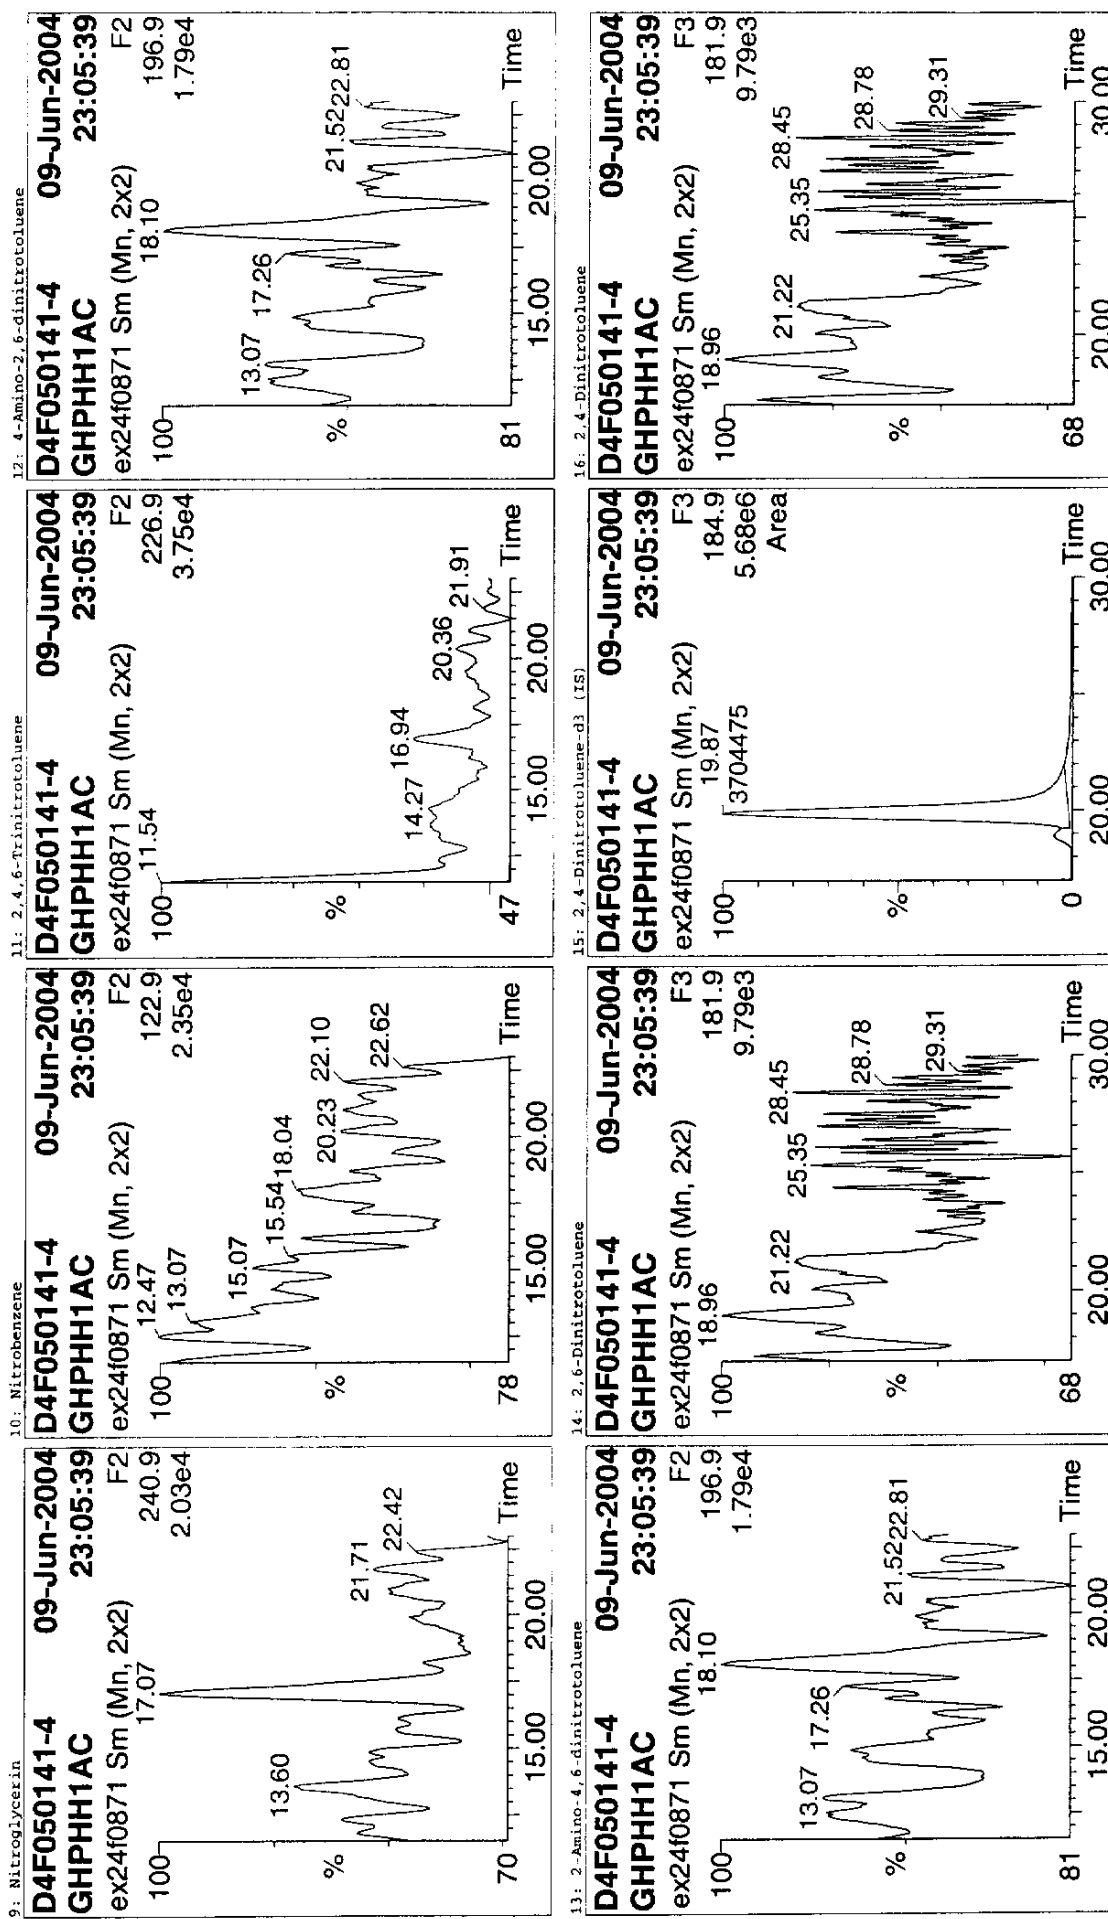 9: Nitroglycerin
D4F050141-4 09-Jun-2004
GHPHH1AC 23:05:39
ex24f0871 Sm (Mn, 2x2) F2
17.07 240.9
100 2.03e4
13.60
21.71
22.42
%
70 Time
15.00 20.00
10: Nitrobenzene
D4F050141-4 09-Jun-2004
GHPHH1AC 23:05:39
ex24f0871 Sm (Mn, 2x2) F2
12.47 122.9
100 2.35e4
13.07
15.07
15.54 18.04
20.23
22.10
22.62
%
78 Time
15.00 20.00
11: 2,4,6-Trinitrotoluene
D4F050141-4 09-Jun-2004
GHPHH1AC 23:05:39
ex24f0871 Sm (Mn, 2x2) F2
11.54 226.9
100 3.75e4
%
14.27
16.94
20.36
21.91
47 Time
15.00 20.00
12: 4-Amino-2,6-dinitrotoluene
D4F050141-4 09-Jun-2004
GHPHH1AC 23:05:39
ex24f0871 Sm (Mn, 2x2) F2
18.10 196.9
100 1.79e4
13.07
17.26
21.52 22.81
%
81 Time
15.00 20.00
13: 2-Amino-4,6-dinitrotoluene
D4F050141-4 09-Jun-2004
GHPHH1AC 23:05:39
ex24f0871 Sm (Mn, 2x2) F2
18.10 196.9
100 1.79e4
13.07
17.26
21.52 22.81
%
81 Time
15.00 20.00
14: 2,6-Dinitrotoluene
D4F050141-4 09-Jun-2004
GHPHH1AC 23:05:39
ex24f0871 Sm (Mn, 2x2) F3
18.96 181.9
100 9.79e3
21.22
25.35
28.45
28.78
29.31
%
68 Time
20.00 30.00
15: 2,4-Dinitrotoluene-d3 (IS)
D4F050141-4 09-Jun-2004
GHPHH1AC 23:05:39
ex24f0871 Sm (Mn, 2x2) F3
19.87 184.9
100 3704475 5.68e6
Area
%
0 Time
20.00 30.00
16: 2,4-Dinitrotoluene
D4F050141-4 09-Jun-2004
GHPHH1AC 23:05:39
ex24f0871 Sm (Mn, 2x2) F3
18.96 181.9
100 9.79e3
21.22
25.35
28.45
28.78
29.31
%
68 Time
20.00 30.00